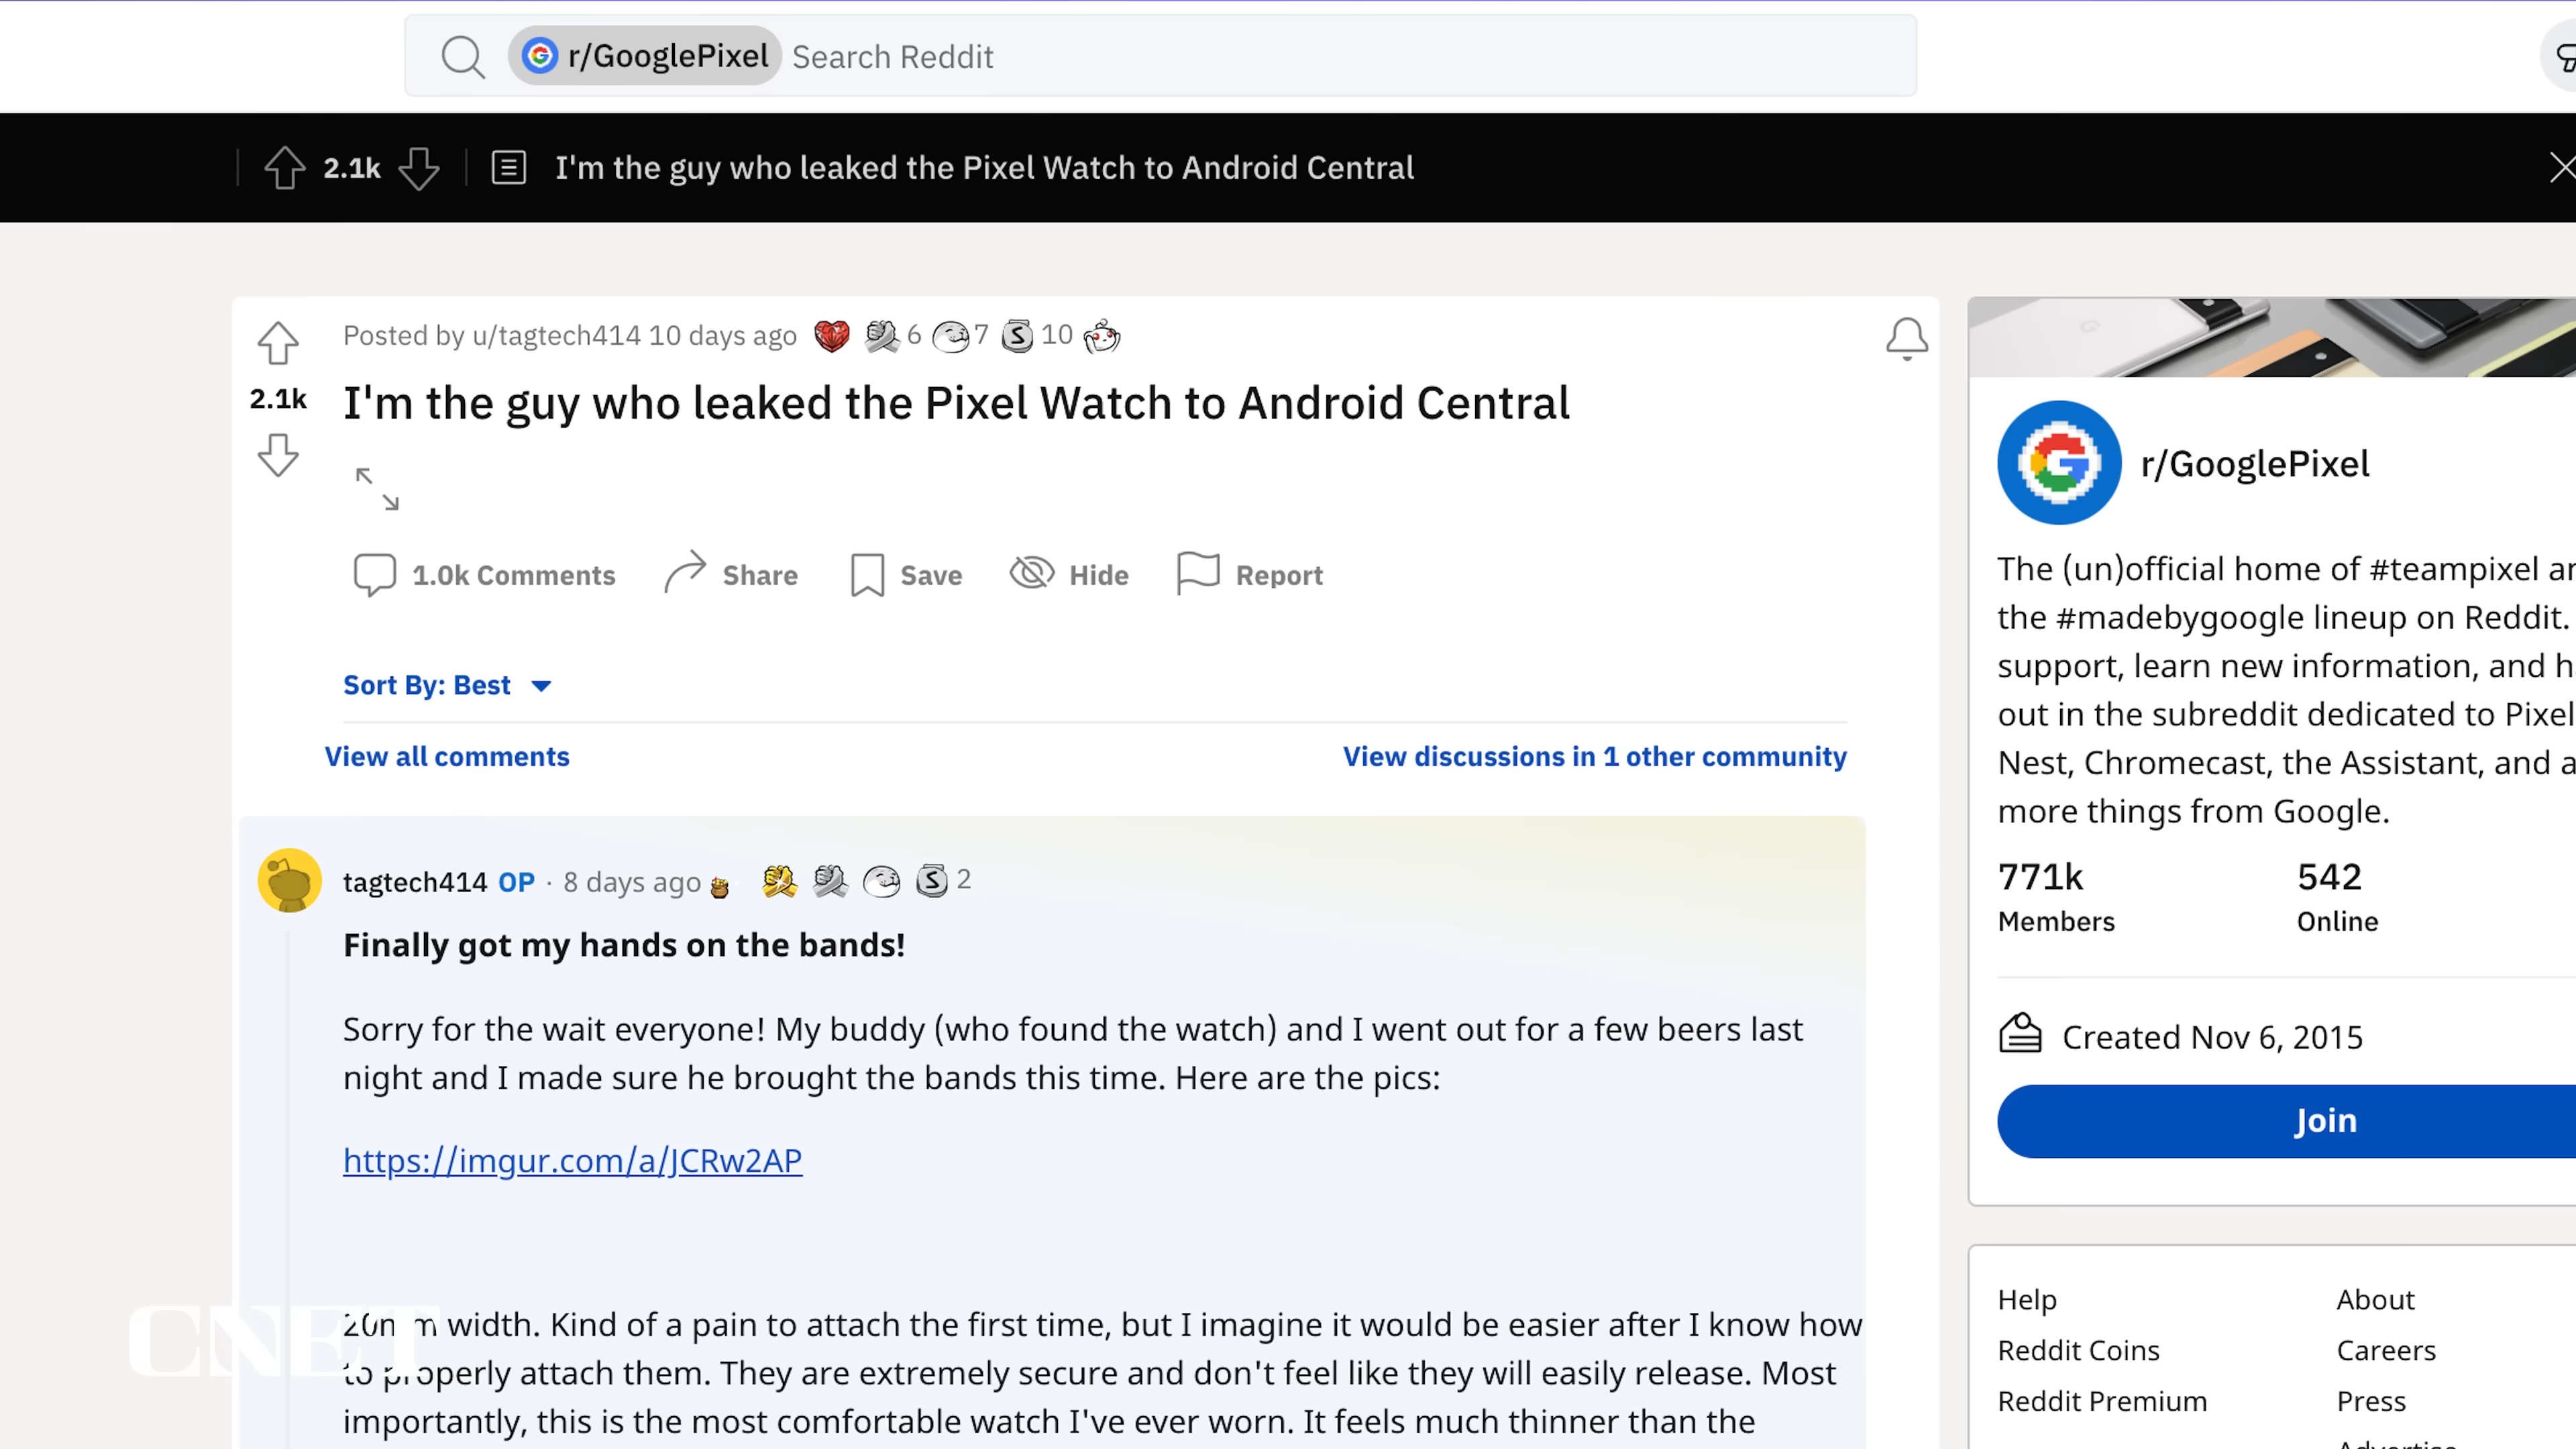 r/GooglePixel Search Reddit
2.1k I'm the guy who leaked the Pixel Watch to Android Central
Posted by u/tagtech414 10 days ago 6 7 S 10
2.1k
I'm the guy who leaked the Pixel Watch to Android Central
1.0k Comments Share Save Hide Report
Sort By: Best
View all comments View discussions in 1 other community
tagtech414 OP · 8 days ago S 2
Finally got my hands on the bands!
Sorry for the wait everyone! My buddy (who found the watch) and I went out for a few beers last
night and I made sure he brought the bands this time. Here are the pics:
https://imgur.com/a/JCRw2AP
20mm width. Kind of a pain to attach the first time, but I imagine it would be easier after I know how
to properly attach them. They are extremely secure and don't feel like they will easily release. Most
importantly, this is the most comfortable watch I've ever worn. It feels much thinner than the
CNET
r/GooglePixel
The (un)official home of #teampixel
the #madebygoogle lineup on Reddit.
support, learn new information, and
out in the subreddit dedicated to Pixel
Nest, Chromecast, the Assistant, and
more things from Google.
771k 542
Members Online
Created Nov 6, 2015
Join
Help About
Reddit Coins Careers
Reddit Premium Press